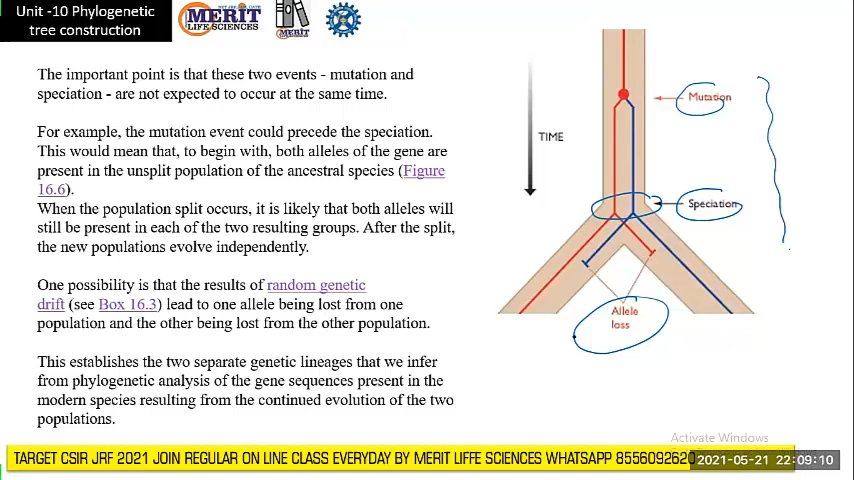 Unit -10 Phylogenetic
tree construction
MERIT
LIFE SCIENCES
MERIT
The important point is that these two events - mutation and
speciation - are not expected to occur at the same time.
For example, the mutation event could precede the speciation.
This would mean that, to begin with, both alleles of the gene are
present in the unsplit population of the ancestral species (Figure
16.6).
When the population split occurs, it is likely that both alleles will
still be present in each of the two resulting groups. After the split,
the new populations evolve independently.
One possibility is that the results of random genetic
drift (see Box 16.3) lead to one allele being lost from one
population and the other being lost from the other population.
This establishes the two separate genetic lineages that we infer
from phylogenetic analysis of the gene sequences present in the
modern species resulting from the continued evolution of the two
populations.
TIME
Mutation
Speciation
Allele
loss
Activate Windows
TARGET CSIR JRF 2021 JOIN REGULAR ON LINE CLASS EVERYDAY BY MERIT LIFFE SCIENCES WHATSAPP 8556092620
2021-05-21 22:09:10